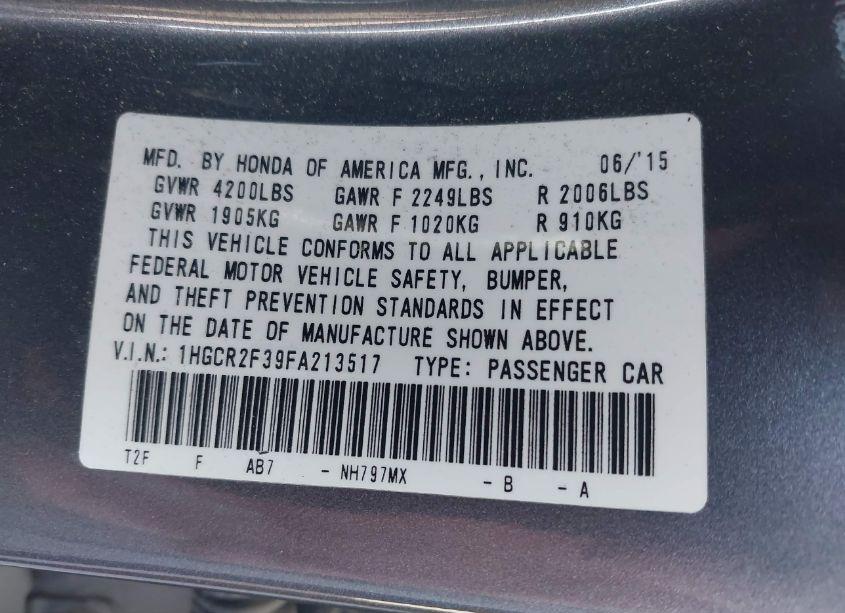 MFD. BY HONDA OF AMERICA MFG., INC. 06/'15
GVWR 4200LBS GAWR F 2249LBS R 2006LBS
GVWR 1905KG GAWR F 1020KG R 910KG
THIS VEHICLE CONFORMS TO ALL APPLICABLE
FEDERAL MOTOR VEHICLE SAFETY, BUMPER,
AND THEFT PREVENTION STANDARDS IN EFFECT
ON THE DATE OF MANUFACTURE SHOWN ABOVE.
V.I.N.: 1HGCR2F39FA213517 TYPE: PASSENGER CAR
T2F F AB7 - NH797MX - B - A